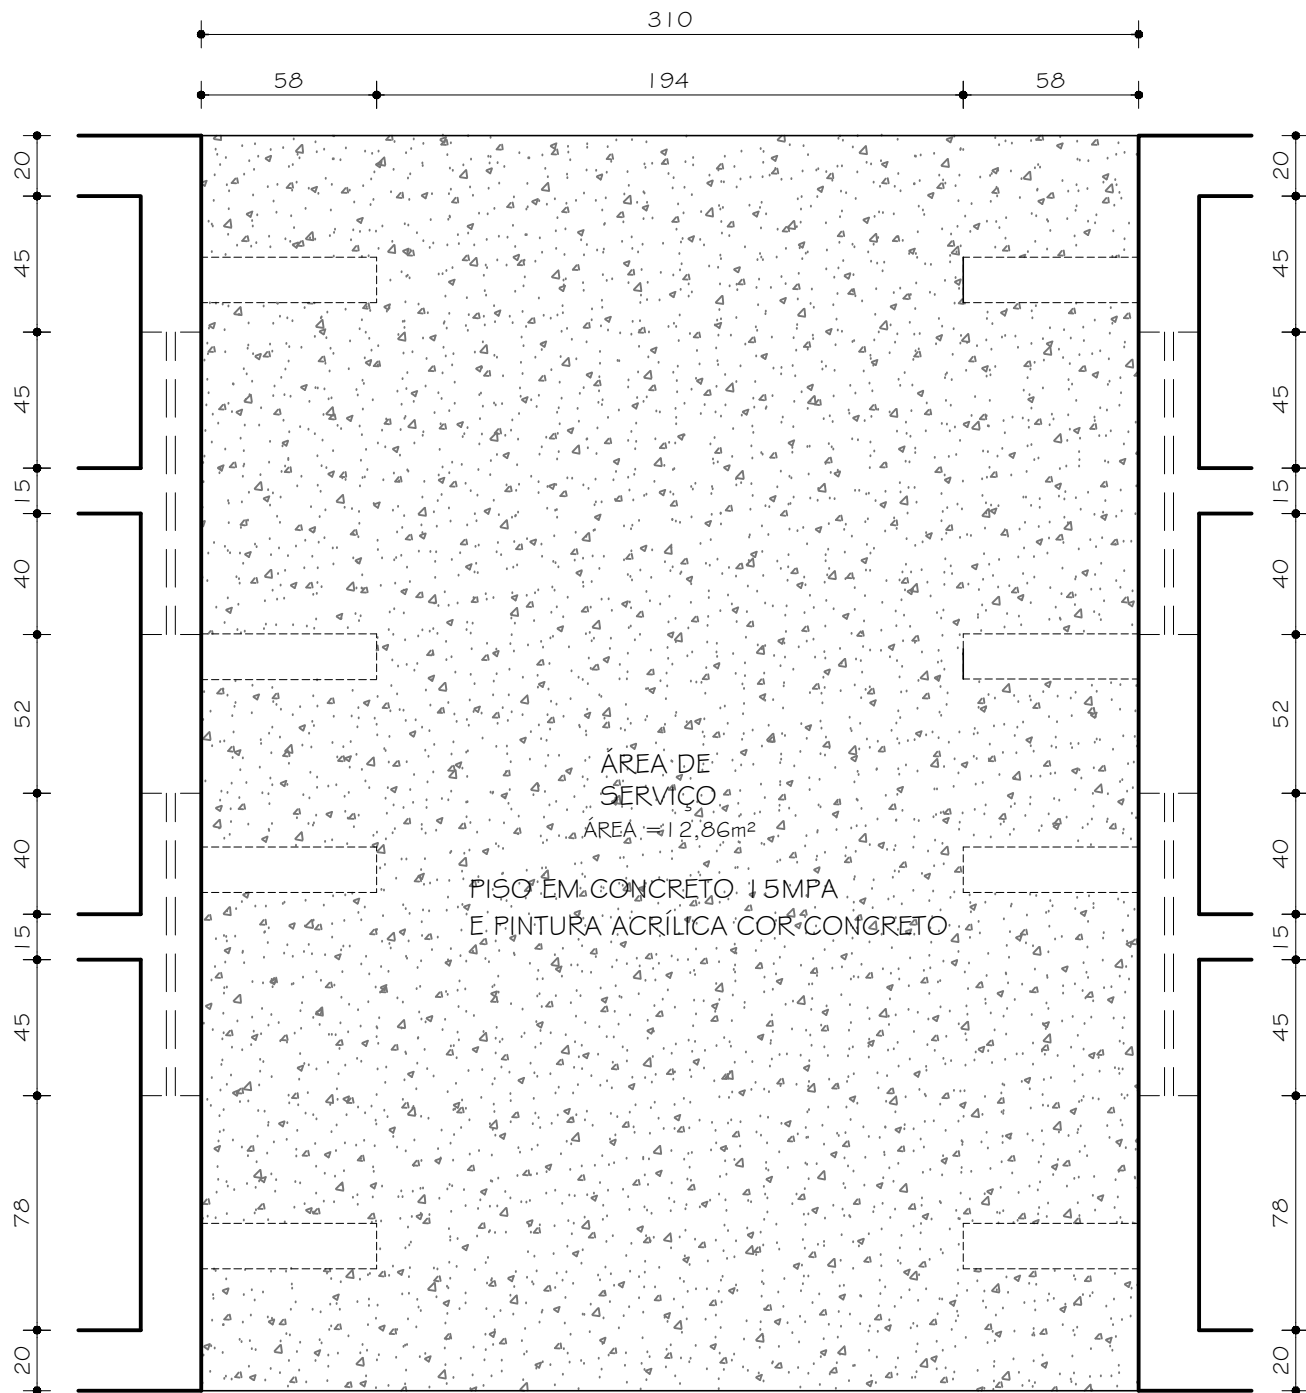 310
58 194 58
20 20
45 45
45 45
15 15
40 40
52 52
ÁREA DE
SERVIÇO
ÁREA =12,86m²
40 40
PISO EM CONCRETO 15MPA
E PINTURA ACRÍLICA COR CONCRETO
15 15
45 45
78 78
20 20